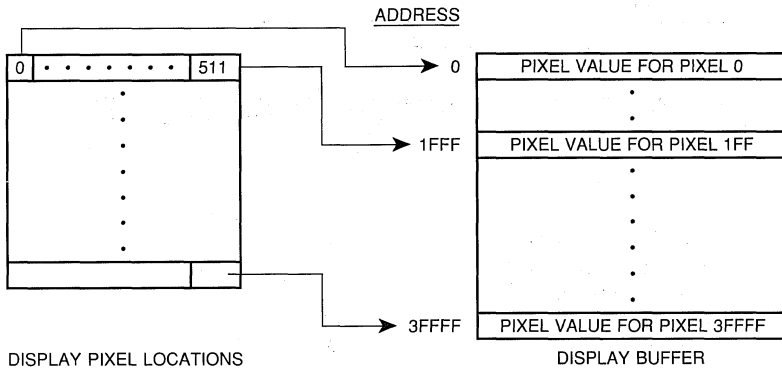 ADDRESS
0 • • • • • • • 511
0
PIXEL VALUE FOR PIXEL 0
1FFF
PIXEL VALUE FOR PIXEL 1FF
3FFFF
PIXEL VALUE FOR PIXEL 3FFFF
DISPLAY PIXEL LOCATIONS
DISPLAY BUFFER